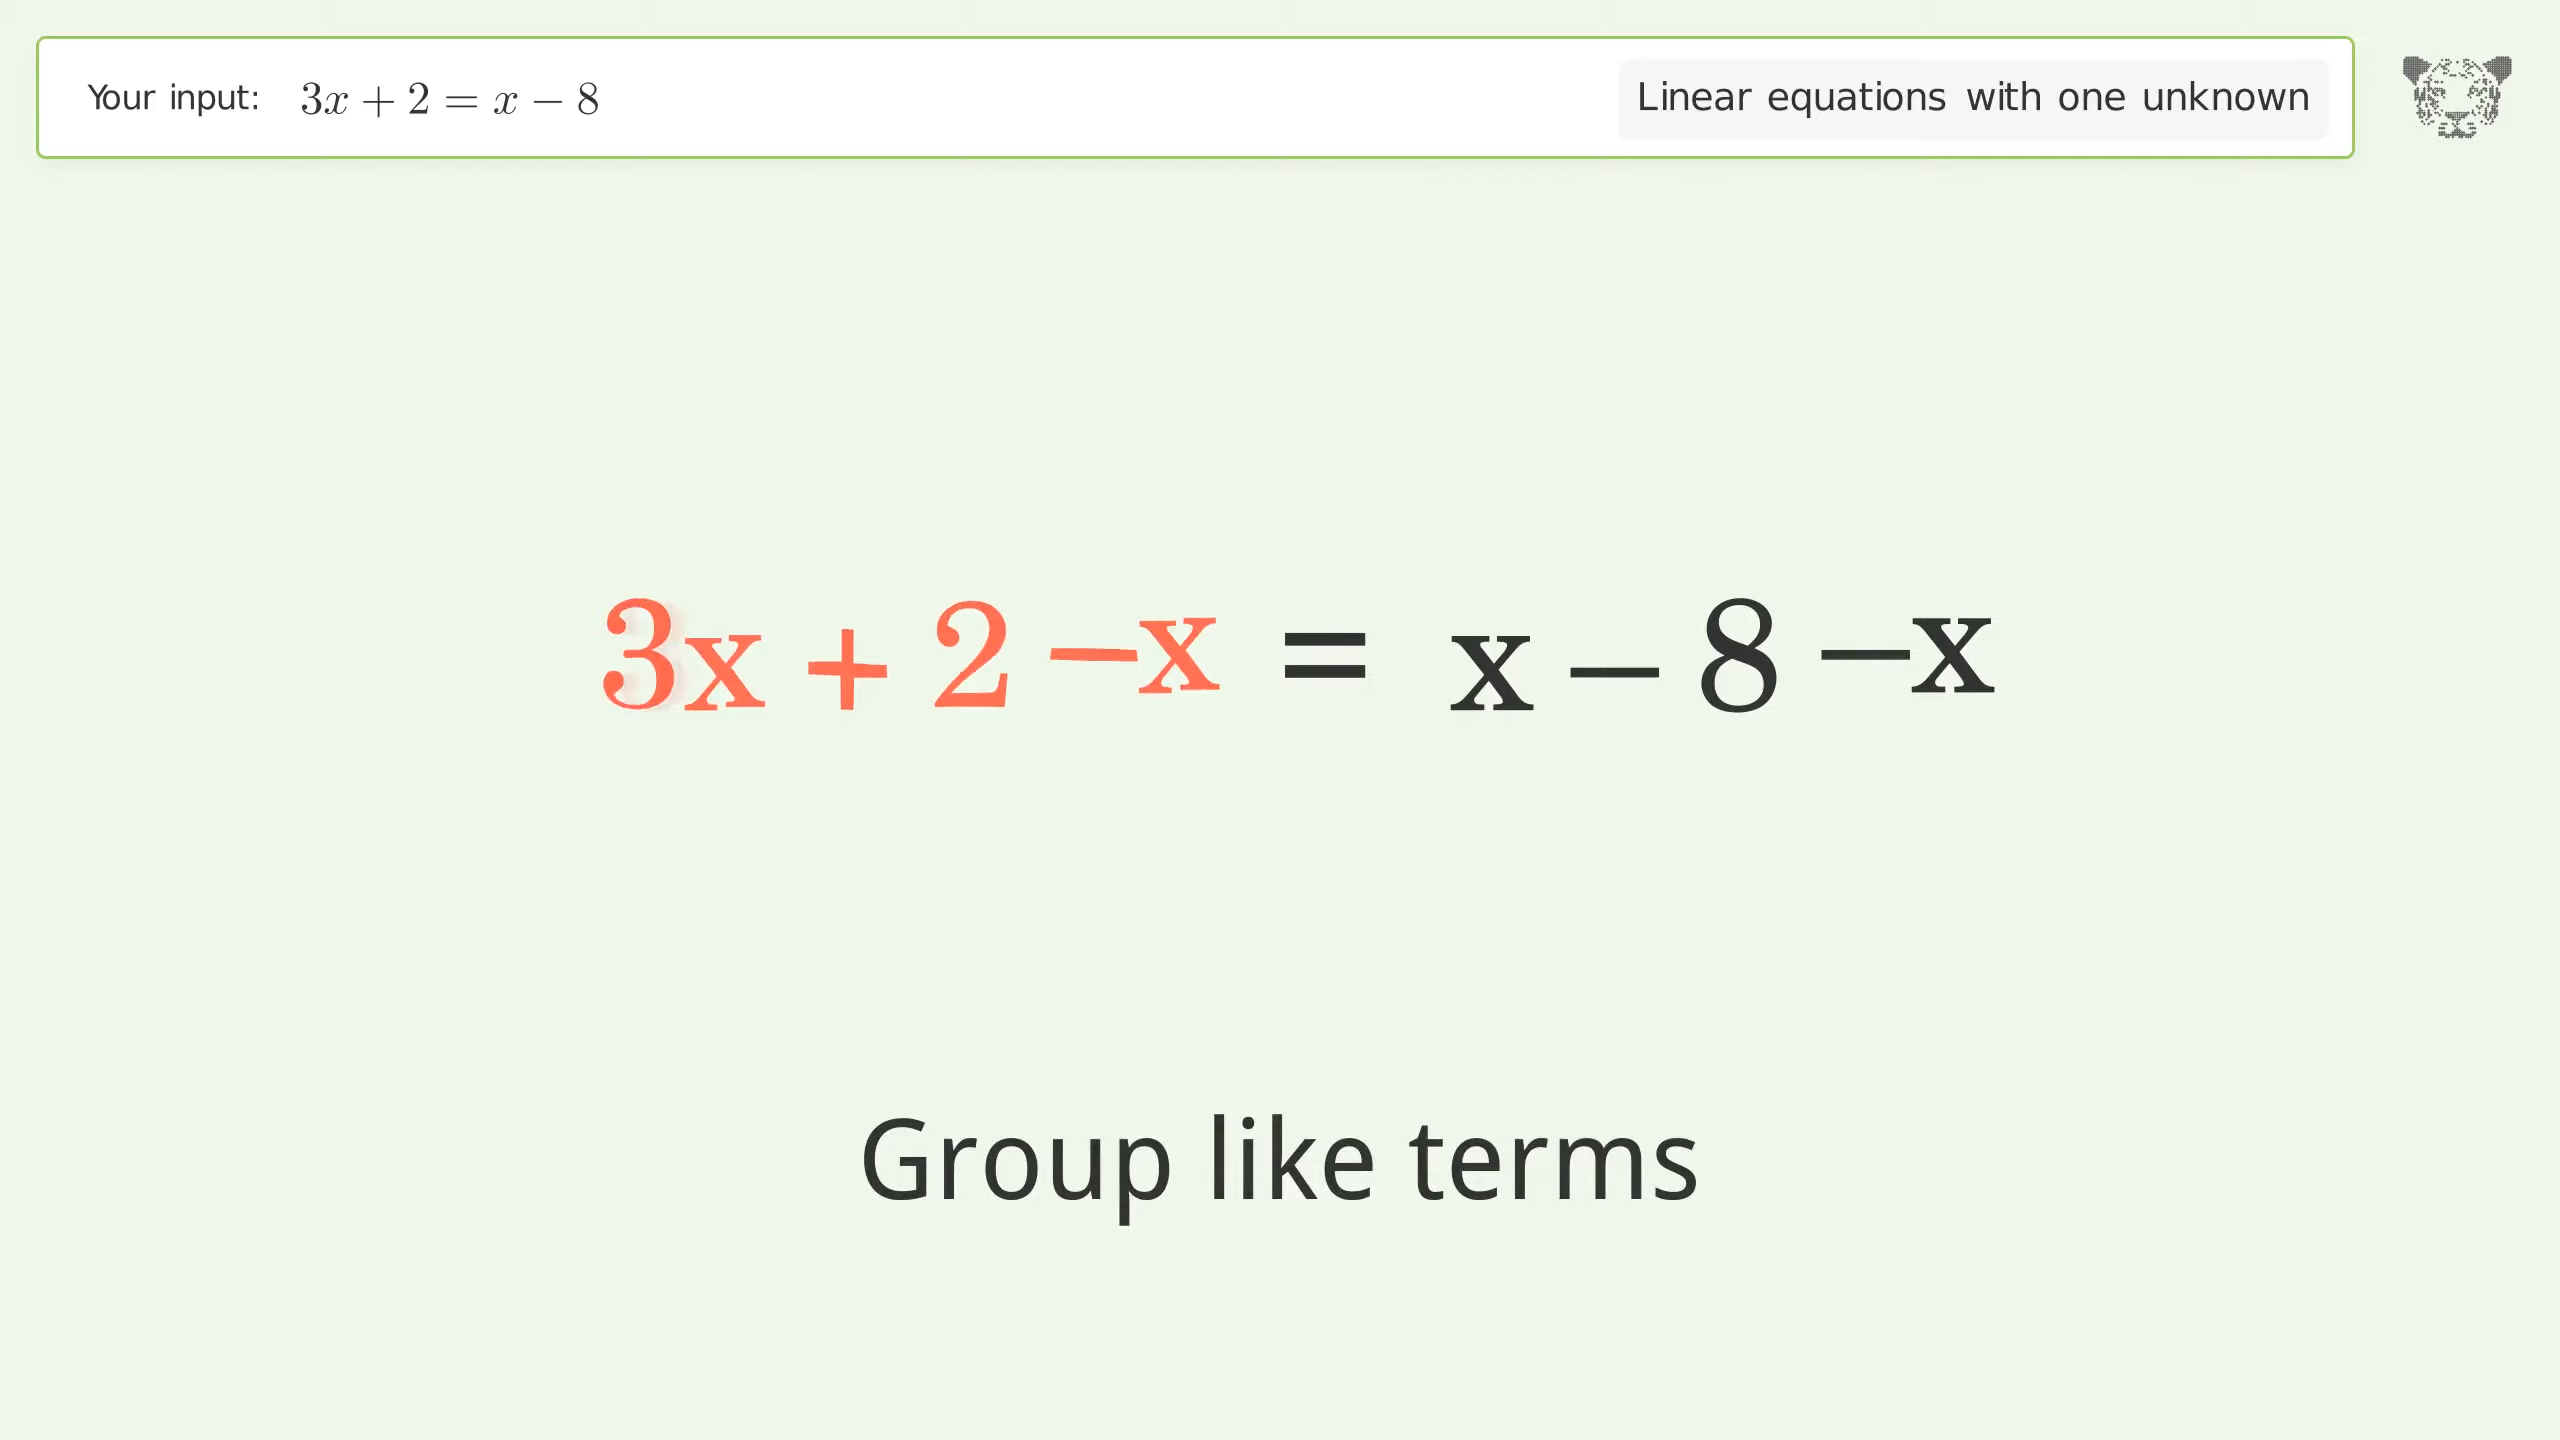 Your input: 3x + 2 = x − 8
Linear equations with one unknown
3x + 2 −x = x − 8 −x
Group like terms